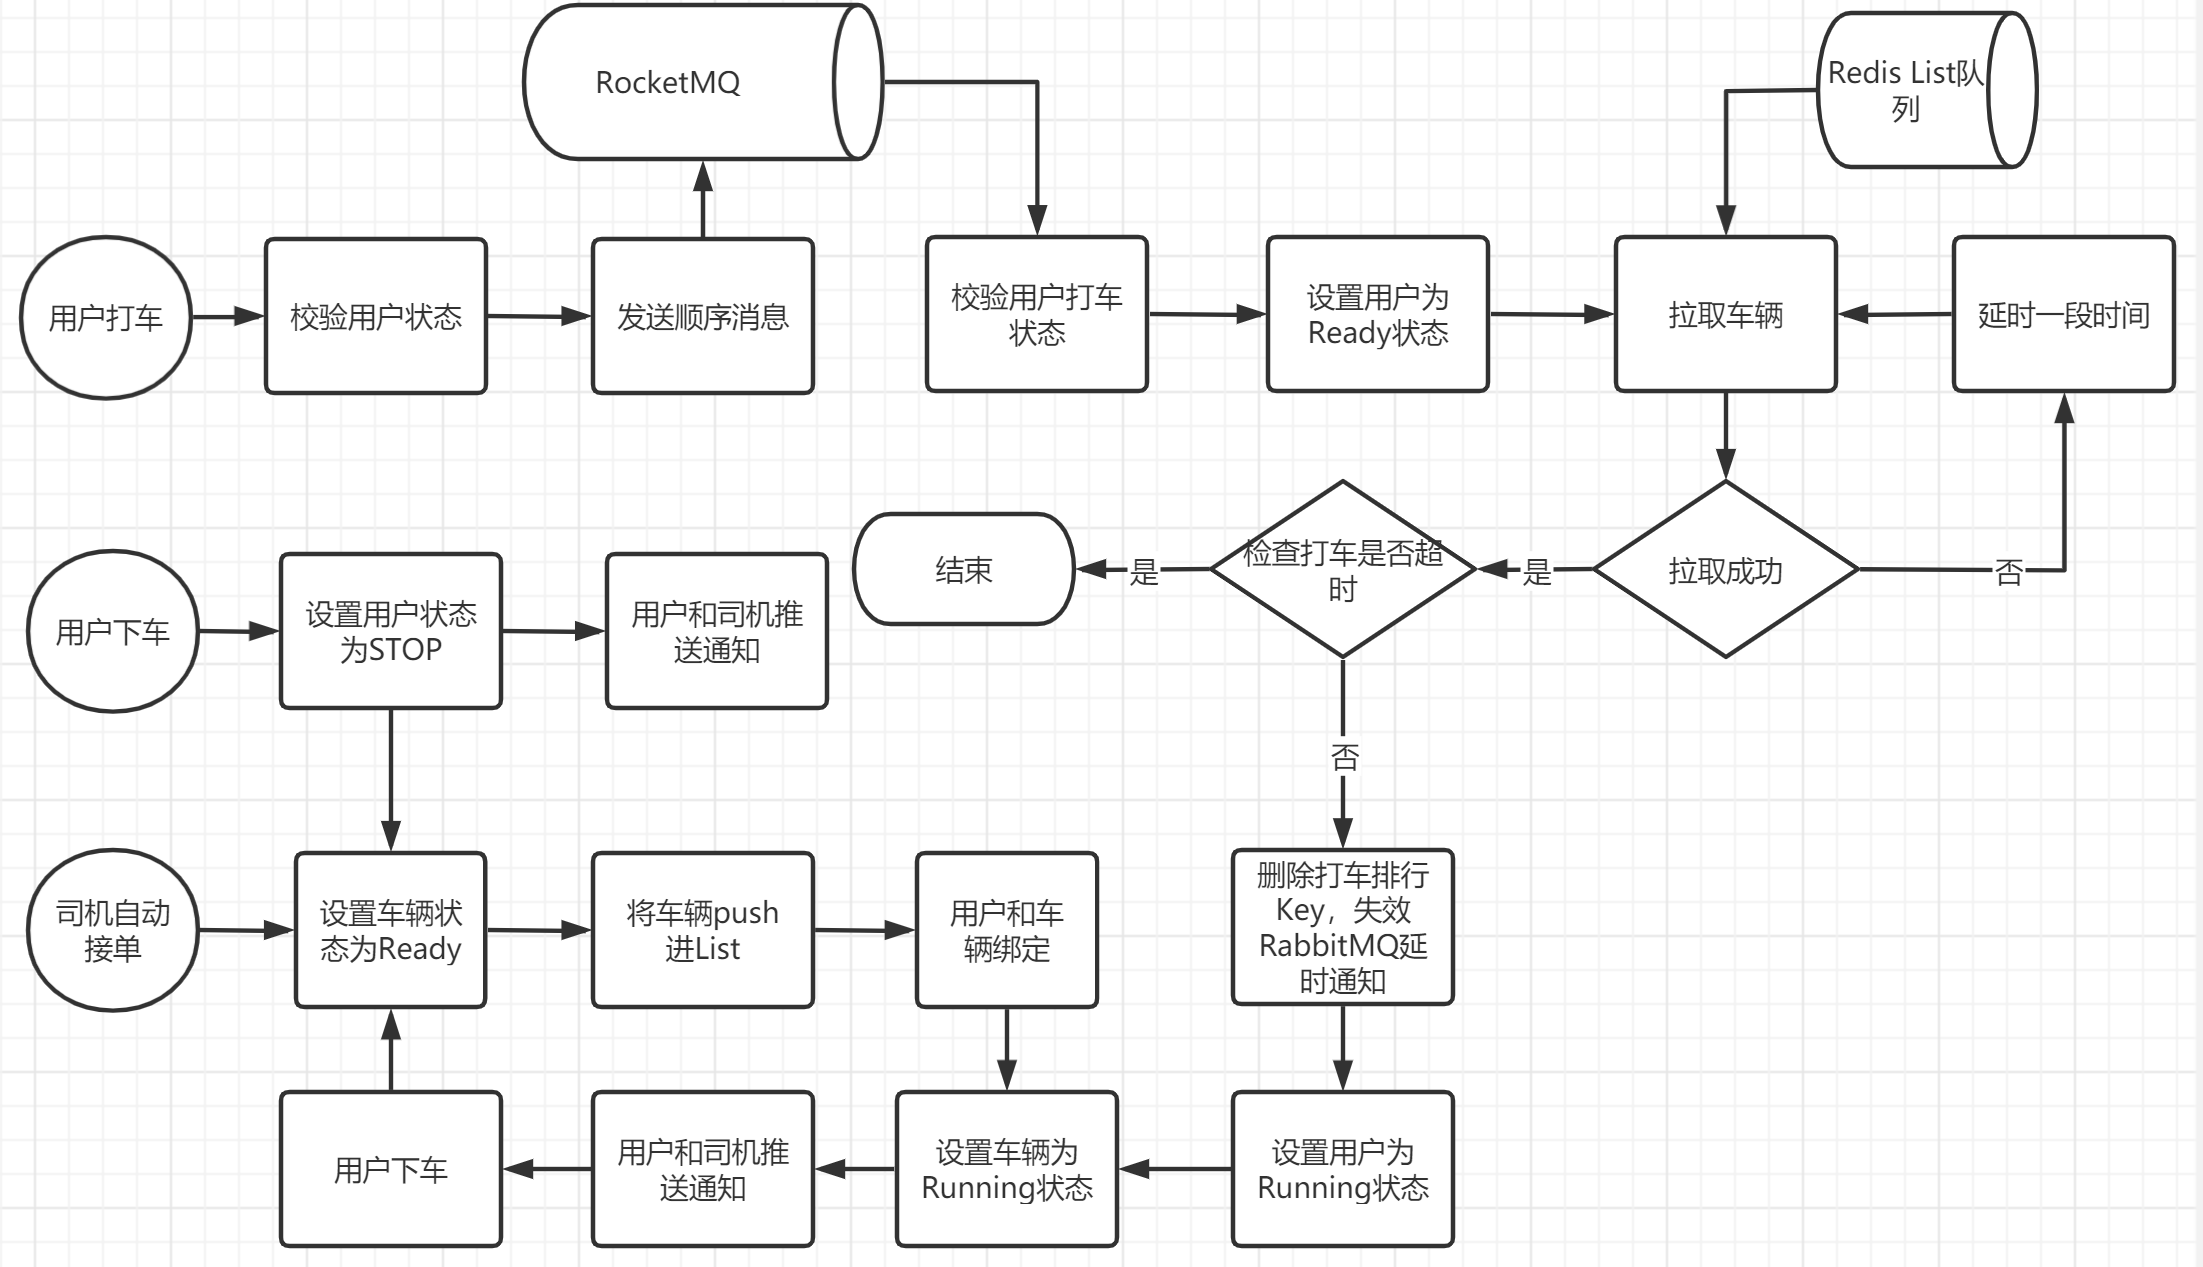 RocketMQ
Redis List队
列
用户打车
校验用户状态
发送顺序消息
校验用户打车
状态
设置用户为
Ready状态
拉取车辆
延时一段时间
结束
是
检查打车是否超
时
是
拉取成功
否
用户下车
设置用户状态
为STOP
用户和司机推
送通知
否
司机自动
接单
设置车辆状
态为Ready
将车辆push
进List
用户和车
辆绑定
删除打车排行
Key，失效
RabbitMQ延
时通知
用户下车
用户和司机推
送通知
设置车辆为
Running状态
设置用户为
Running状态